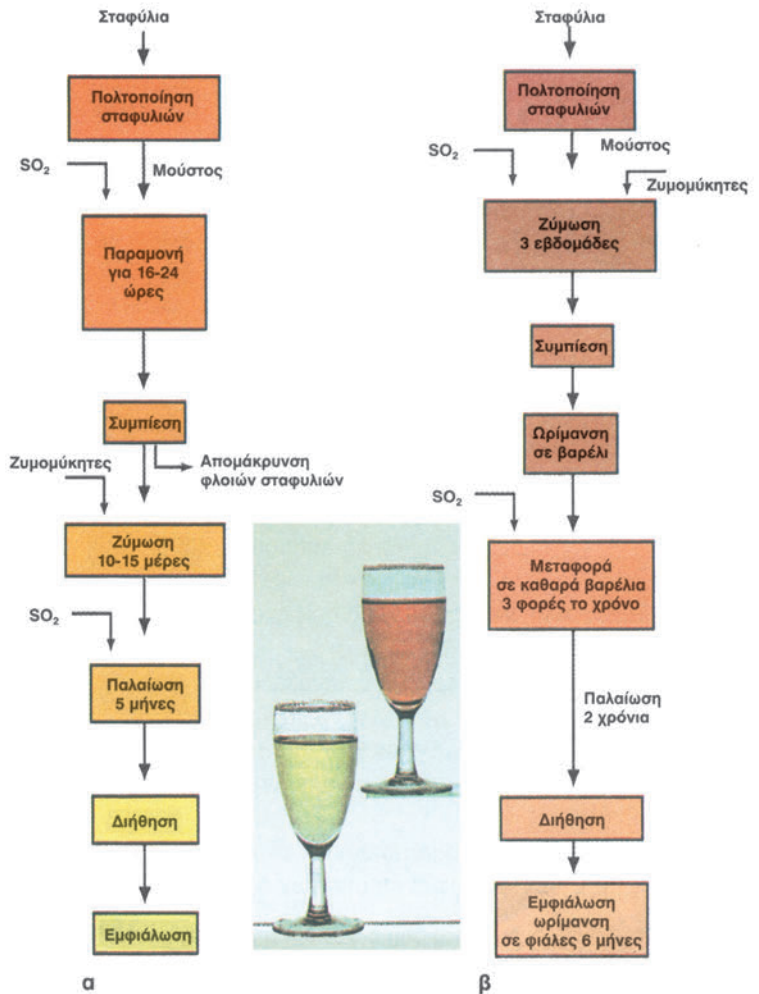 Σταφύλια
Πολτοποίηση
σταφυλιών
SO₂
Μούστος
Παραμονή
για 16-24
ώρες
Συμπίεση
Ζυμομύκητες
Απομάκρυνση
φλοιών σταφυλιών
Ζύμωση
10-15 μέρες
SO₂
Παλαίωση
5 μήνες
Διήθηση
Εμφιάλωση
α
Σταφύλια
Πολτοποίηση
σταφυλιών
SO₂
Μούστος
Ζυμομύκητες
Ζύμωση
3 εβδομάδες
Συμπίεση
Ωρίμανση
σε βαρέλι
SO₂
Μεταφορά
σε καθαρά βαρέλια
3 φορές το χρόνο
Παλαίωση
2 χρόνια
Διήθηση
Εμφιάλωση
ωρίμανση
σε φιάλες 6 μήνες
β